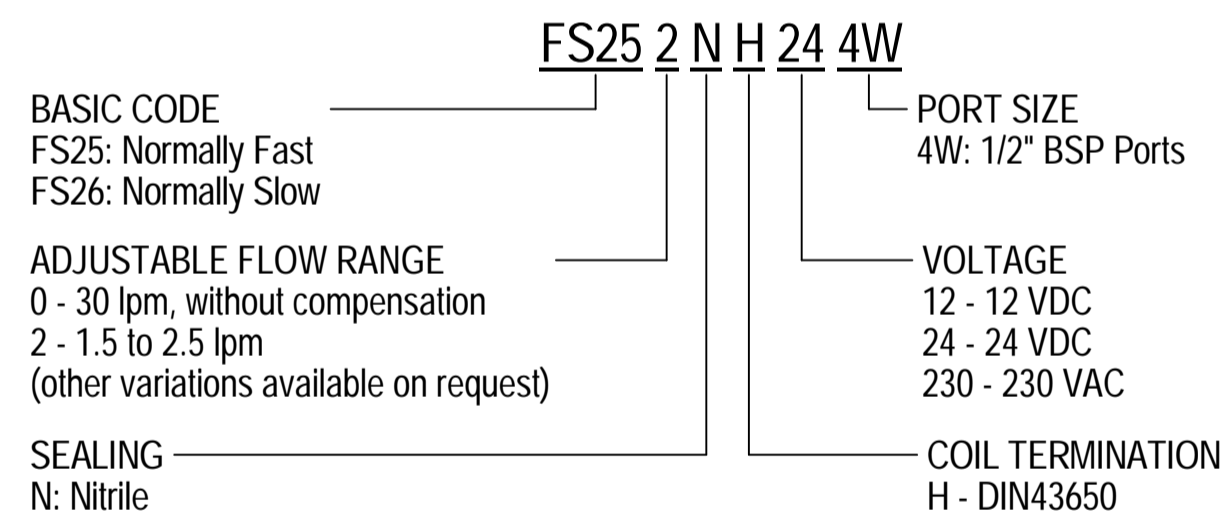 FS25 2 N H 24 4W
BASIC CODE
FS25: Normally Fast
FS26: Normally Slow
PORT SIZE
4W: 1/2" BSP Ports
ADJUSTABLE FLOW RANGE
0 - 30 lpm, without compensation
2 - 1.5 to 2.5 lpm
(other variations available on request)
VOLTAGE
12 - 12 VDC
24 - 24 VDC
230 - 230 VAC
SEALING
N: Nitrile
COIL TERMINATION
H - DIN43650